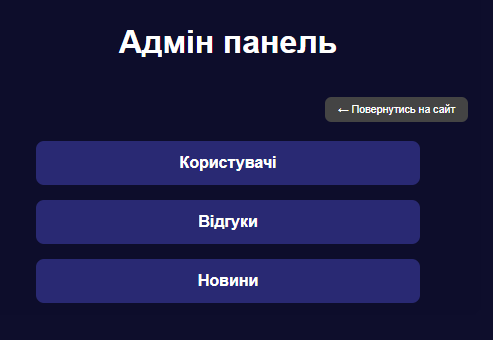 Адмін панель
← Повернутись на сайт
Користувачі
Відгуки
Новини